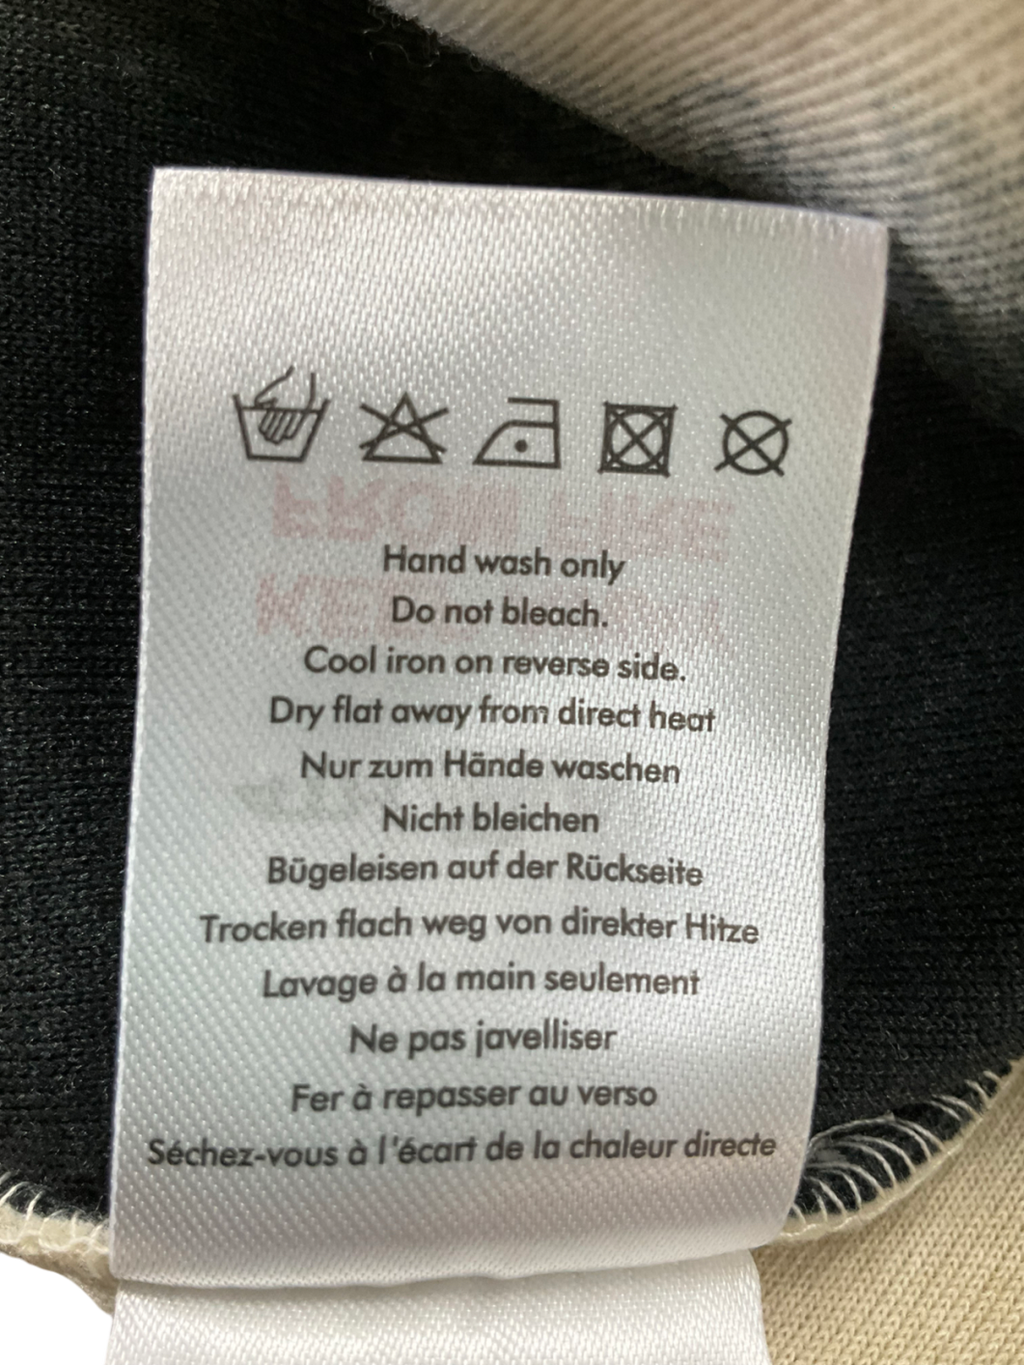 Hand wash only
Do not bleach.
Cool iron on reverse side.
Dry flat away from direct heat
Nur zum Hände waschen
Nicht bleichen
Bügeleisen auf der Rückseite
Trocken flach weg von direkter Hitze
Lavage à la main seulement
Ne pas javelliser
Fer à repasser au verso
Séchez-vous à l'écart de la chaleur directe